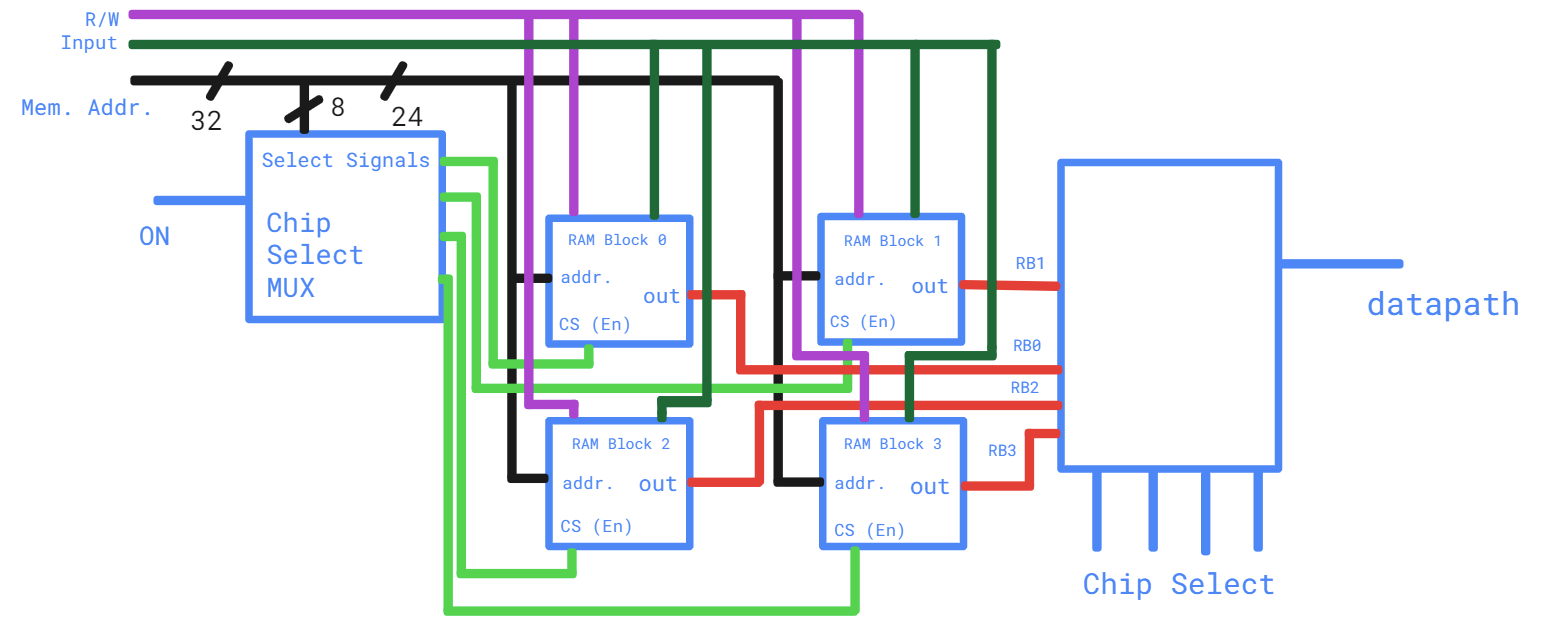 R/W
Input
Mem. Addr.
32
8
24
Select Signals
Chip
Select
MUX
ON
RAM Block 0
addr.
out
CS (En)
RAM Block 1
addr.
out
CS (En)
RAM Block 2
addr.
out
CS (En)
RAM Block 3
addr.
out
CS (En)
RB1
RB0
RB2
RB3
datapath
Chip Select